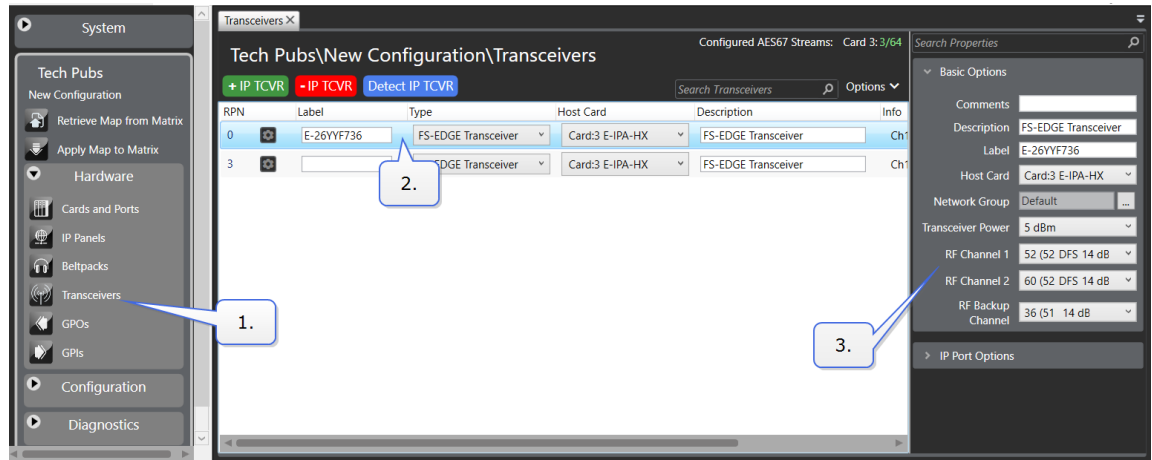 System
Tech Pubs
New Configuration
Retrieve Map from Matrix
Apply Map to Matrix
Hardware
Cards and Ports
IP Panels
Beltpacks
Transceivers
GPOs
GPIs
Configuration
Diagnostics
Transceivers
Tech Pubs\New Configuration\Transceivers
Configured AES67 Streams: Card 3: 3/64
+ IP TCVR - IP TCVR Detect IP TCVR
Search Transceivers Options
RPN Label Type Host Card Description Info
0 E-26YYF736 FS-EDGE Transceiver Card:3 E-IPA-HX FS-EDGE Transceiver Ch1
3 EDGE Transceiver Card:3 E-IPA-HX FS-EDGE Transceiver Ch1
1.
2.
3.
Search Properties
Basic Options
Comments
Description FS-EDGE Transceiver
Label E-26YYF736
Host Card Card:3 E-IPA-HX
Network Group Default ...
Transceiver Power 5 dBm
RF Channel 1 52 (52 DFS 14 dB
RF Channel 2 60 (52 DFS 14 dB
RF Backup
Channel 36 (51 14 dB
IP Port Options